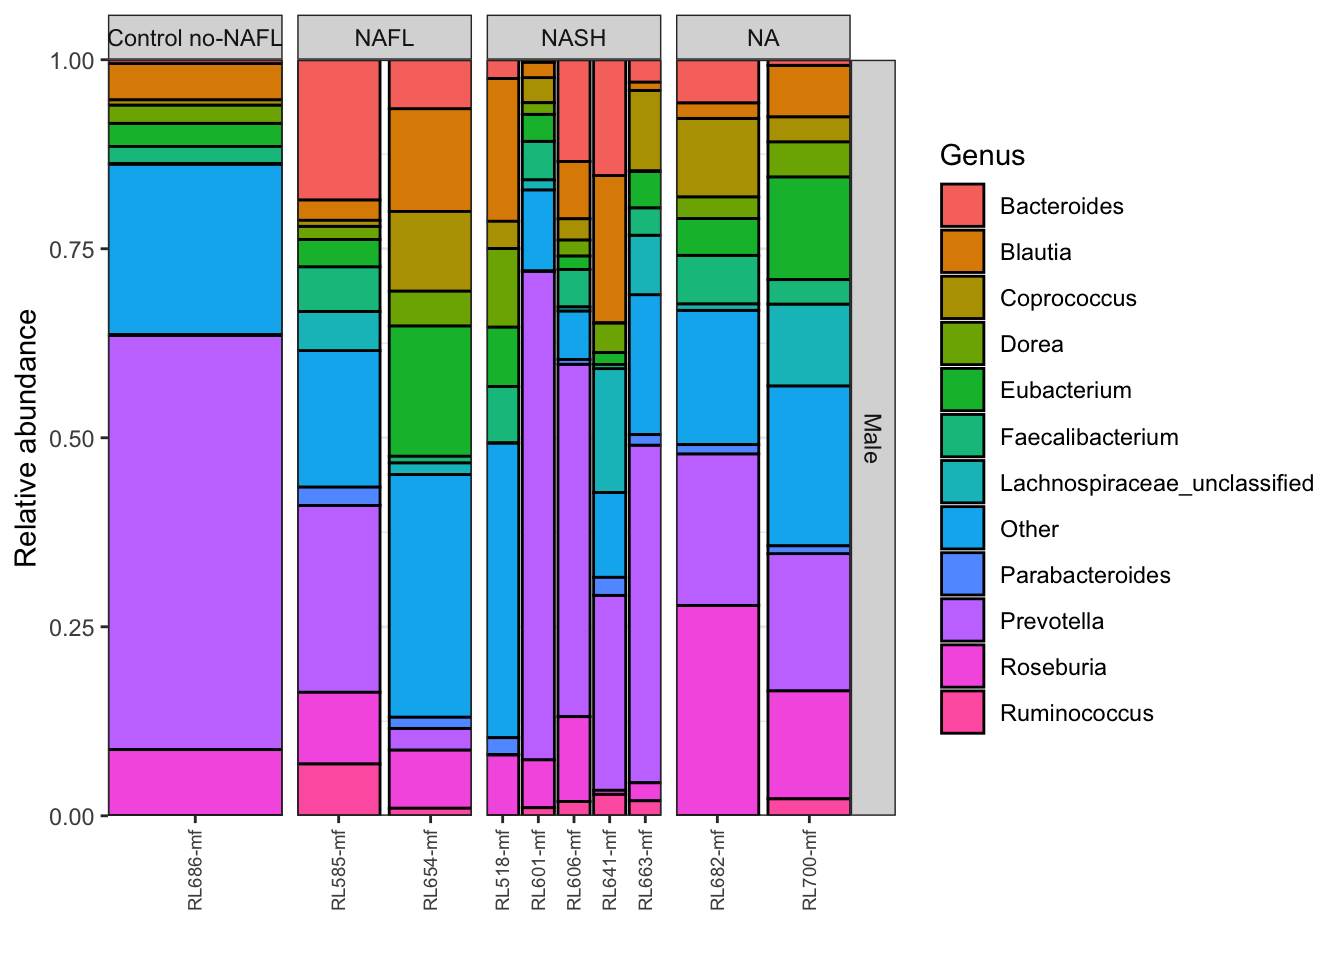 Control no-NAFL
NAFL
NASH
NA
Male
Relative abundance
1.00
0.75
0.50
0.25
0.00
RL686-mf
RL585-mf
RL654-mf
RL518-mf
RL601-mf
RL606-mf
RL641-mf
RL663-mf
RL682-mf
RL700-mf
Genus
Bacteroides
Blautia
Coprococcus
Dorea
Eubacterium
Faecalibacterium
Lachnospiraceae_unclassified
Other
Parabacteroides
Prevotella
Roseburia
Ruminococcus